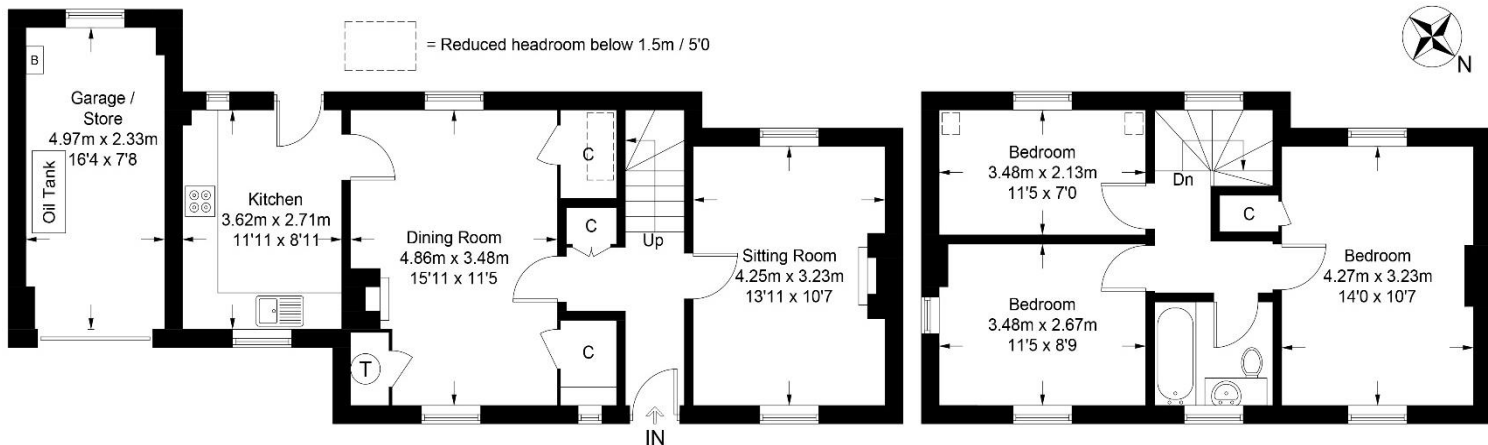 = Reduced headroom below 1.5m / 5'0
N
B
Garage /
Store
4.97m x 2.33m
16'4 x 7'8
Oil Tank
Kitchen
3.62m x 2.71m
11'11 x 8'11
Dining Room
4.86m x 3.48m
15'11 x 11'5
T
C
C
C
Up
IN
Sitting Room
4.25m x 3.23m
13'11 x 10'7
Bedroom
3.48m x 2.13m
11'5 x 7'0
Dn
C
Bedroom
3.48m x 2.67m
11'5 x 8'9
Bedroom
4.27m x 3.23m
14'0 x 10'7